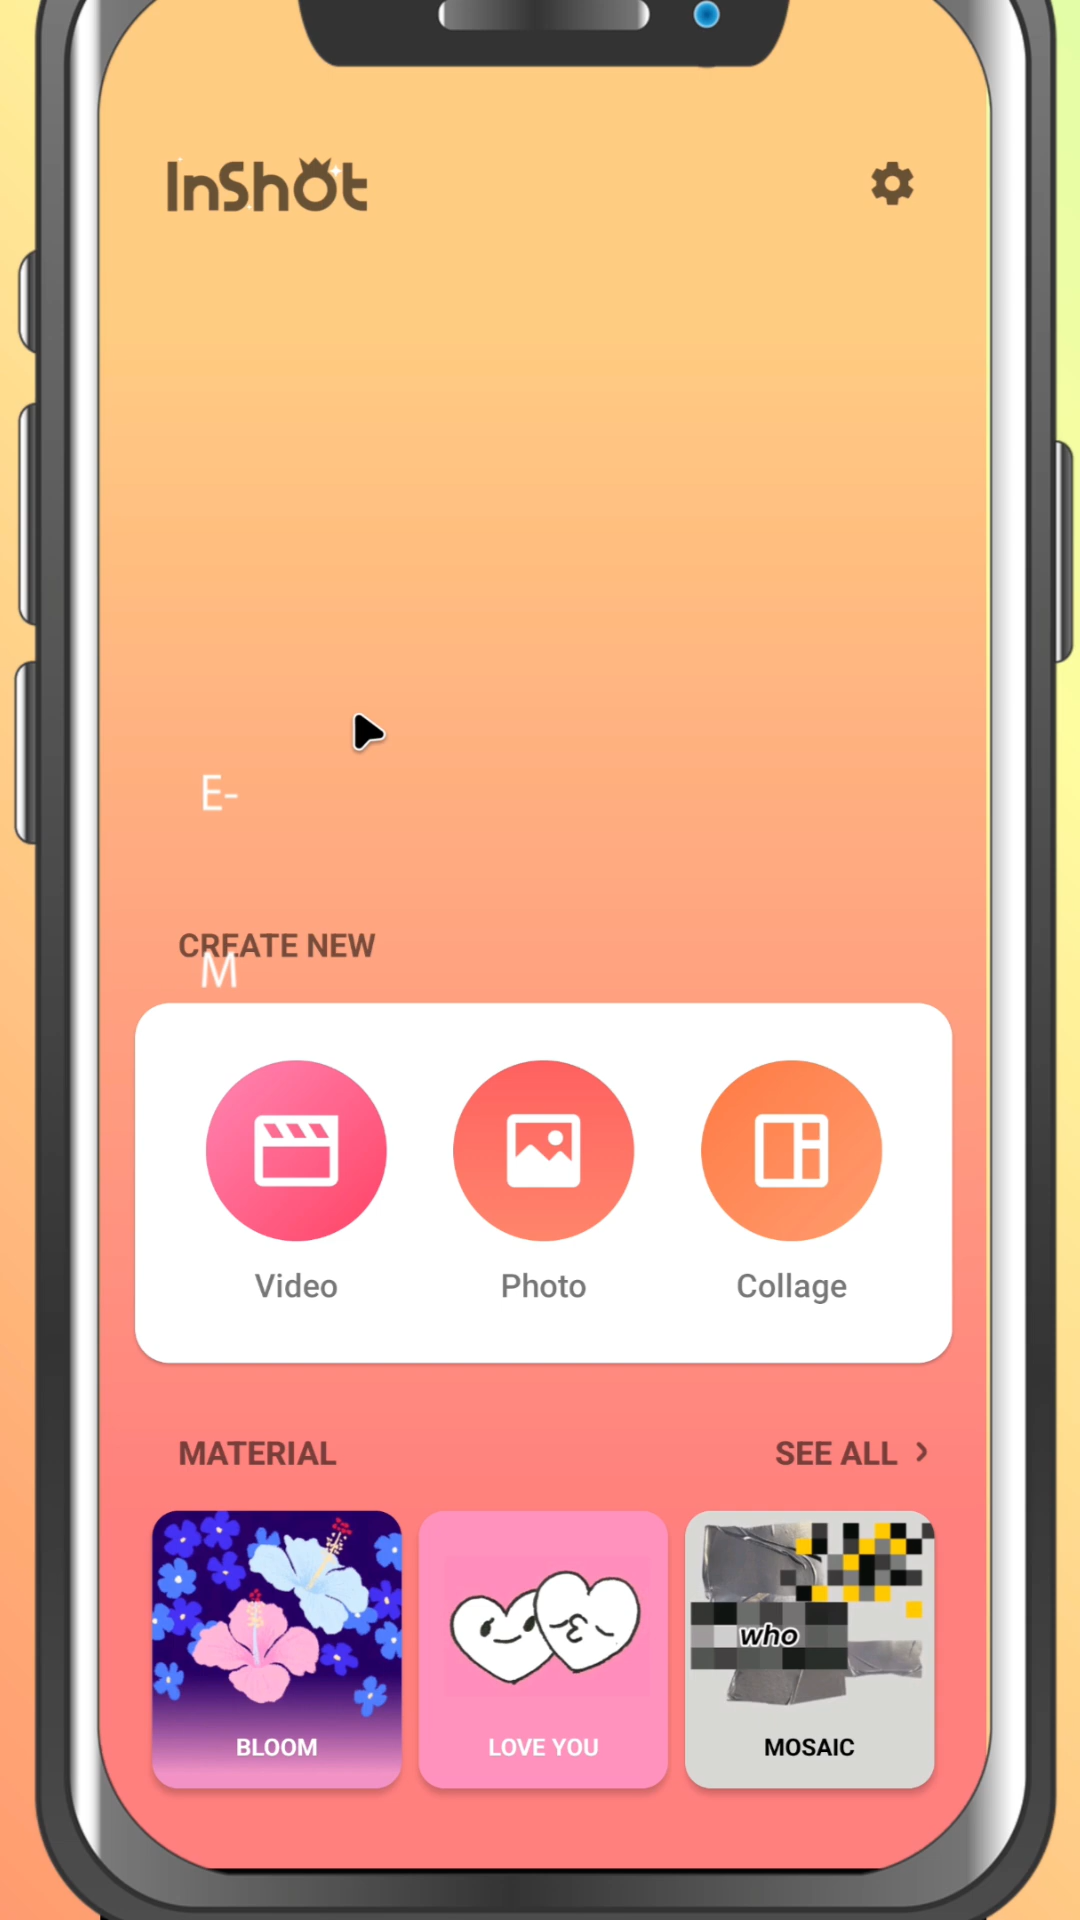 InShot
E-
CREATE NEW
M
Video
Photo
Collage
MATERIAL
SEE ALL >
BLOOM
LOVE YOU
who
MOSAIC